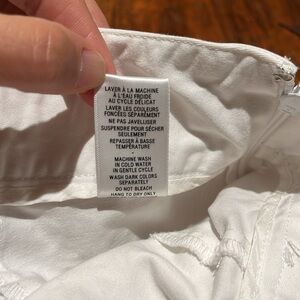 LAVER À LA MACHINE
À L'EAU FROIDE
AU CYCLE DÉLICAT
LAVER LES COULEURS
FONCÉES SÉPARÉMENT
NE PAS JAVELLISER
SUSPENDRE POUR SÉCHER
SEULEMENT
REPASSER À BASSE
TEMPÉRATURE
-
MACHINE WASH
IN COLD WATER
IN GENTLE CYCLE
WASH DARK COLORS
SEPARATELY
DO NOT BLEACH
HANG TO DRY ONLY